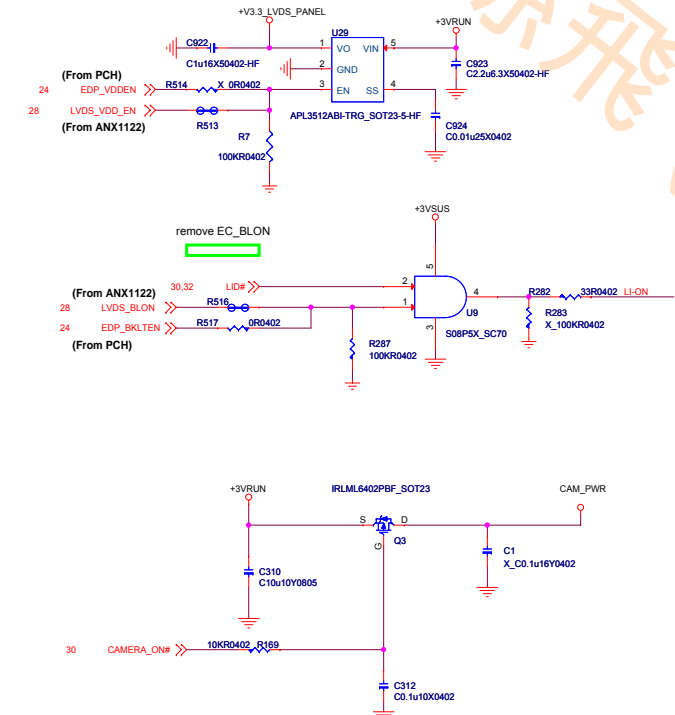 +V3.3_LVDS_PANEL
C922
C1u16X50402-HF
U29
1 VO VIN 5
2 GND
3 EN SS 4
APL3512ABI-TRG_SOT23-5-HF
+3VRUN
C923
C2.2u6.3X50402-HF
C924
C0.01u25X0402
(From PCH)
24 EDP_VDDEN R514 X_0R0402
28 LVDS_VDD_EN R513
(From ANX1122)
R7
100KR0402
remove EC_BLON
+3VSUS
5
30,32 LID# 2
(From ANX1122)
28 LVDS_BLON R516 1
24 EDP_BKLTEN R517 0R0402
(From PCH)
R287
100KR0402
4
U9
3
S08P5X_SC70
R282 33R0402 LI-ON
R283
X_100KR0402
+3VRUN
IRLML6402PBF_SOT23
CAM_PWR
S D
G
Q3
C310
C10u10Y0805
C1
X_C0.1u16Y0402
30 CAMERA_ON# 10KR0402 R169
C312
C0.1u10X0402
京飛